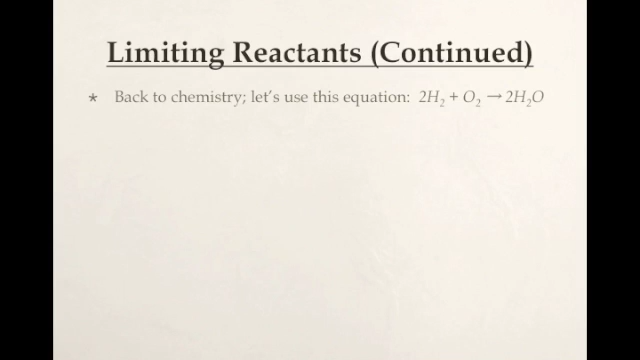 Limiting Reactants (Continued)
* Back to chemistry; let's use this equation: 2H₂ + O₂ → 2H₂O